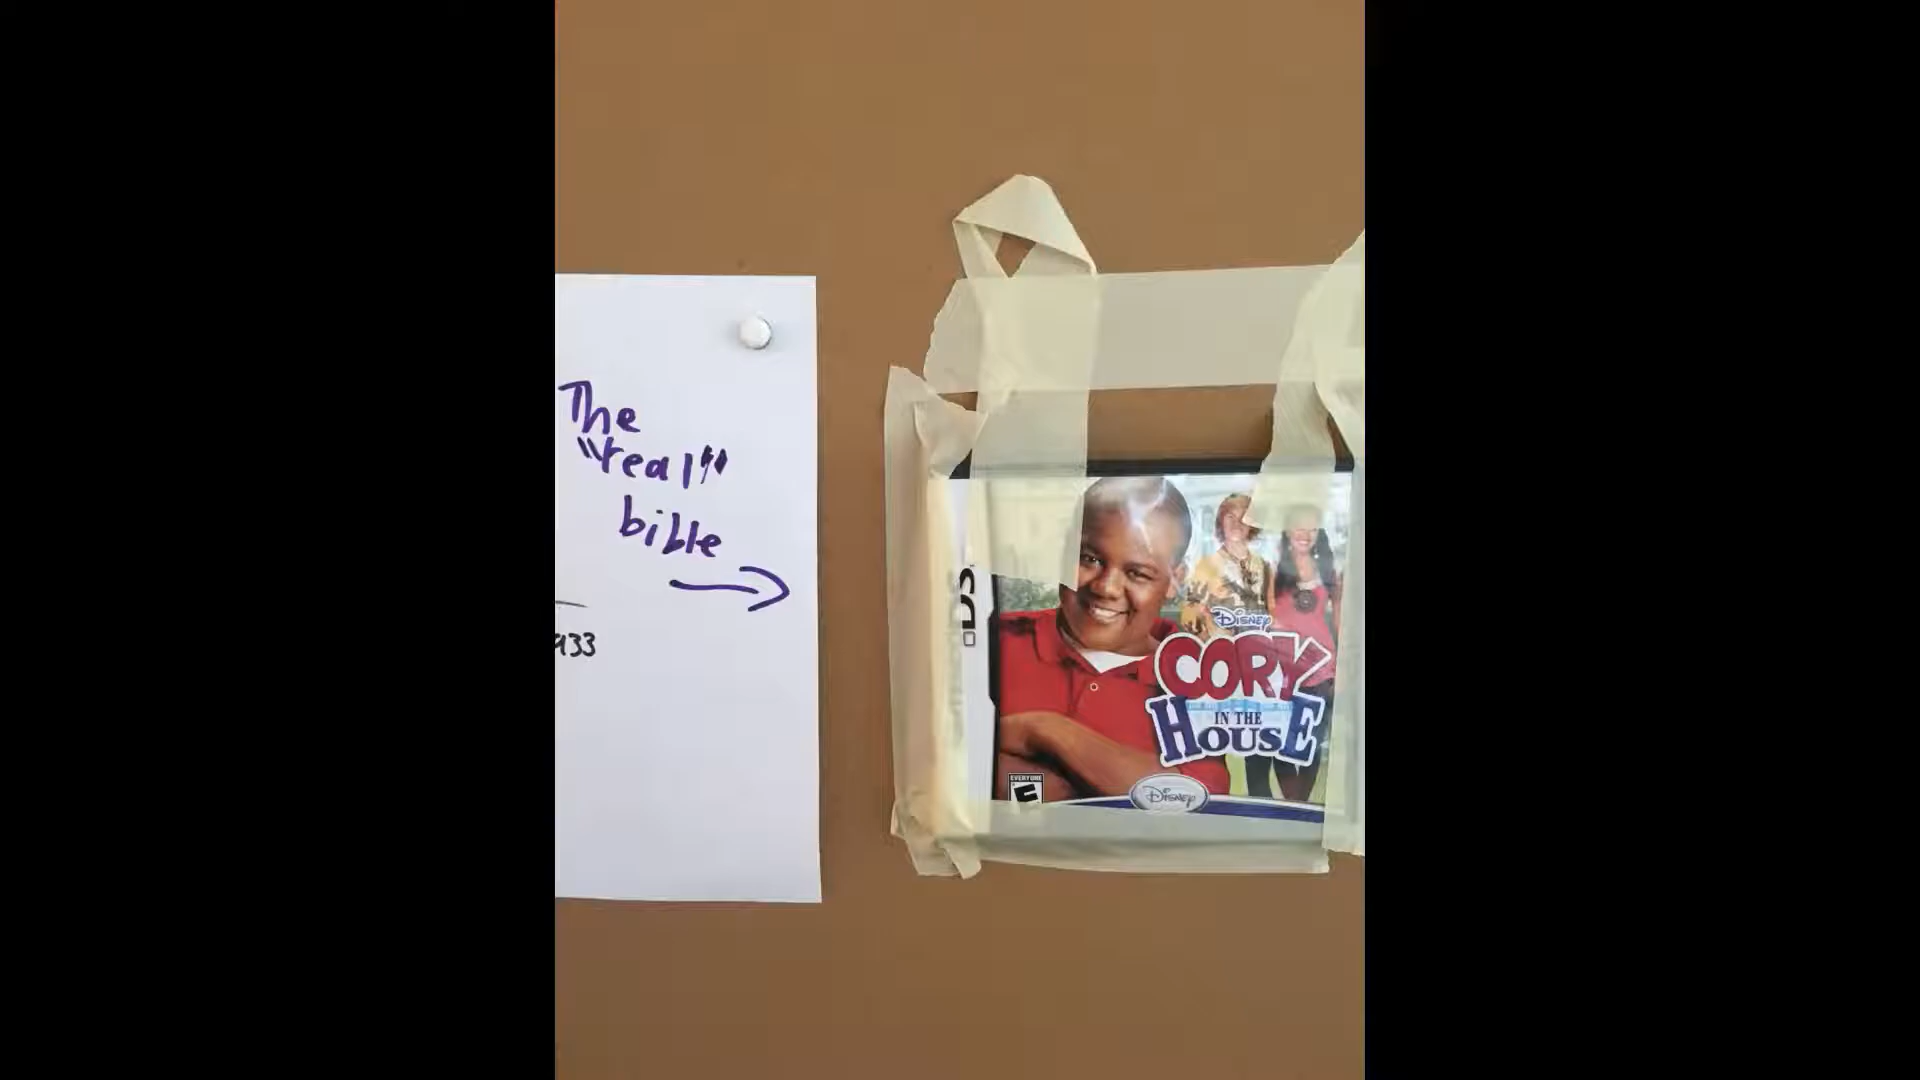 The
"real"
bible
933
DS
Disney
CORY
IN THE
HOUSE
EVERYONE
E
Disney